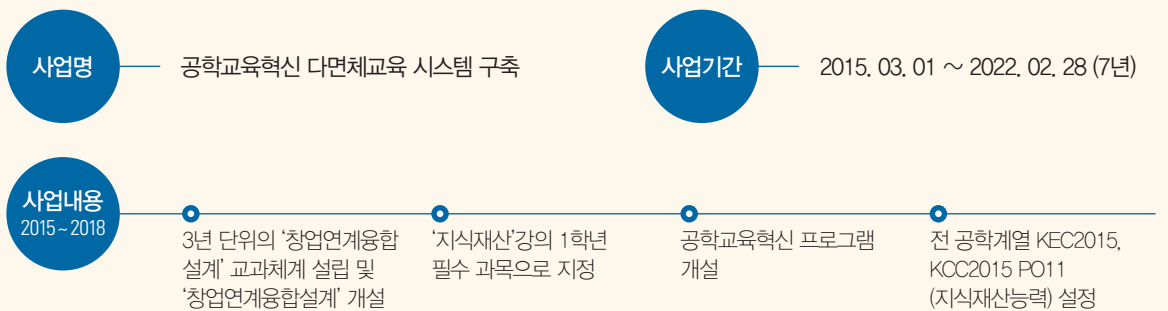 사업명
공학교육혁신 다면체교육 시스템 구축
사업기간
2015. 03. 01 ~ 2022. 02. 28 (7년)
사업내용
2015~2018
3년 단위의 ‘창업연계융합
설계’ 교과체계 설립 및
‘창업연계융합설계’ 개설
‘지식재산’강의 1학년
필수 과목으로 지정
공학교육혁신 프로그램
개설
전 공학계열 KEC2015,
KCC2015 PO11
(지식재산능력) 설정